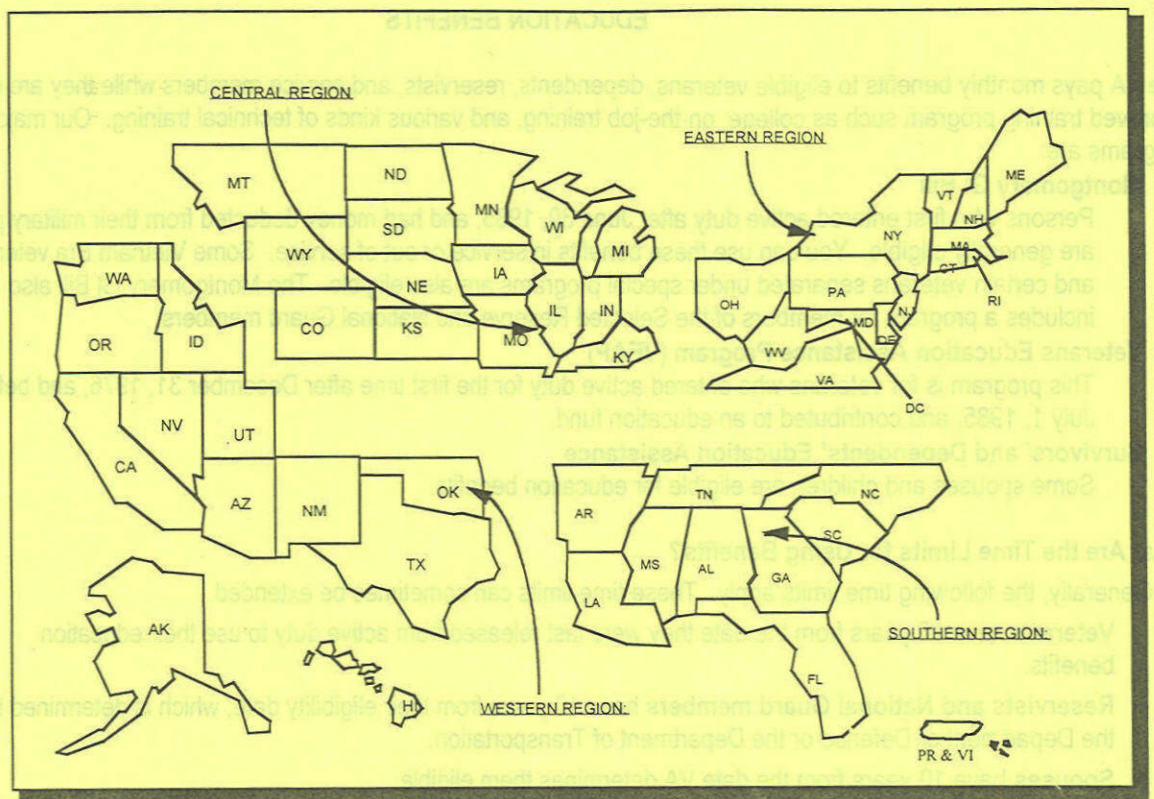 EDUCATION BENEFITS
A pays monthly benefits to eligible veterans, dependents, reservists, and service members while they are
training program such as college, on-the-job training, and various kinds of technical training. Our
CENTRAL REGION:
EASTERN REGION:
MT
ND
MN
WI
MI
SD
WY
IA
NE
IL
IN
WA
OR
ID
CO
KS
MO
KY
NV
UT
CA
AZ
NM
OK
TX
AK
HI
WESTERN REGION:
ME
VT
NH
NY
MA
CT
RI
PA
OH
NJ
MD
DE
WV
VA
DC
TN
NC
AR
SC
MS
AL
GA
LA
FL
SOUTHERN REGION:
PR & VI
Persons who first entered active duty after June 30, 1985, and had money deducted from their military
are generally eligible. You can use these benefits in service or out of service. Some Vietnam era
and certain veterans separated under special programs are also eligible. The Montgomery GI Bill also
includes a program for members of the Selected Reserve and National Guard members.
Veterans Education Assistance Program (VEAP)
This program is for veterans who entered active duty for the first time after December 31, 1976, and
July 1, 1985, and contributed to an education fund.
Survivors' and Dependents' Education Assistance
Some spouses and children are eligible for education benefits.
Are the Time Limits for Using Benefits?
Generally, the following time limits apply. These time limits can sometimes be extended.
years from the date they were last released from active duty to use their education
benefits.
Reservists and National Guard members have 10 years from their eligibility date, which is determined
the Department of Defense or the Department of Transportation.
Spouses have 10 years from the date VA determines them eligible.